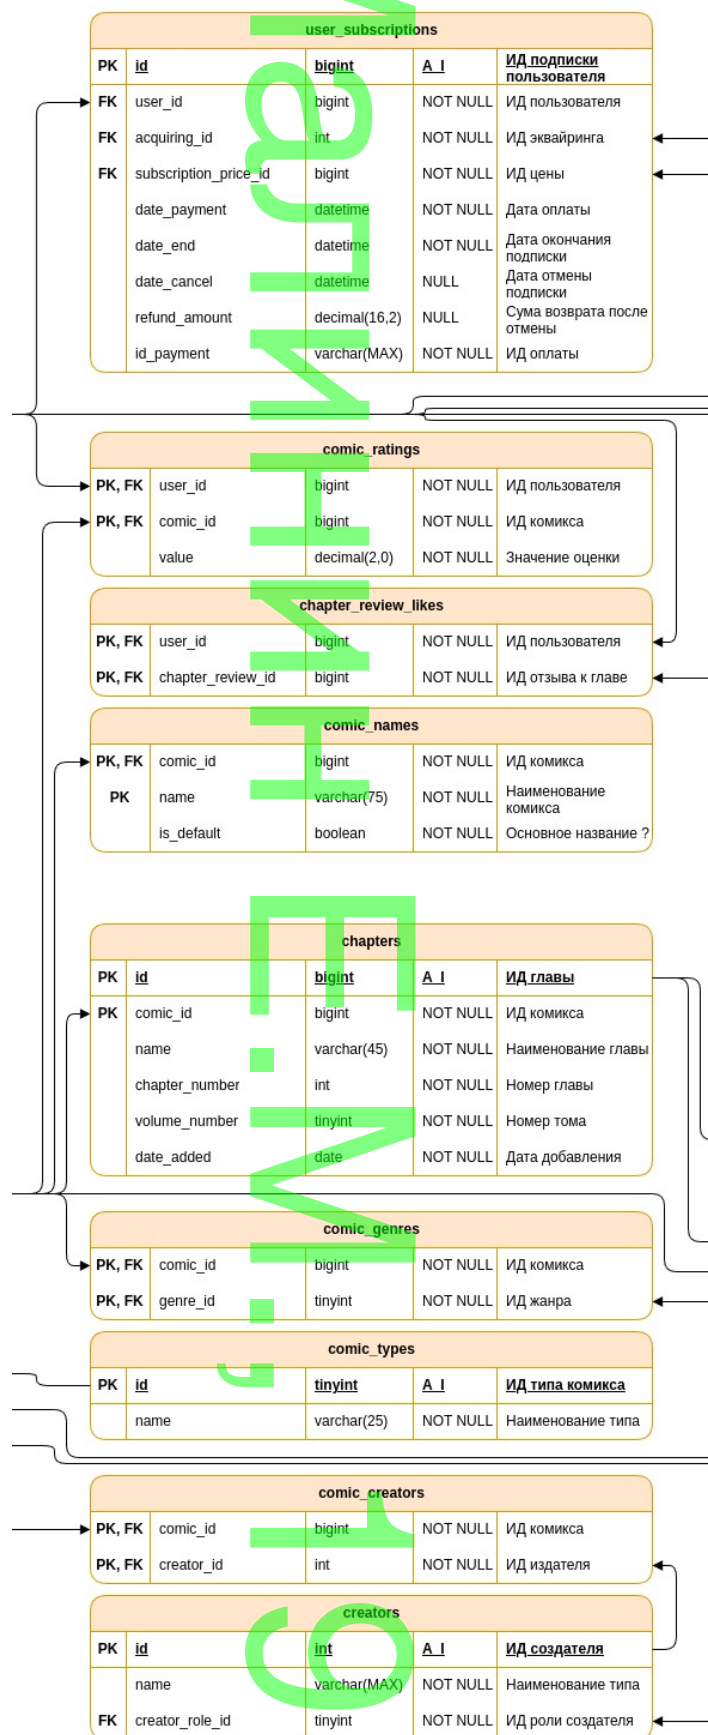 user_subscriptions
PK id bigint A_I ИД подписки пользователя
FK user_id bigint NOT NULL ИД пользователя
FK acquiring_id int NOT NULL ИД эквайринга
FK subscription_price_id bigint NOT NULL ИД цены
date_payment datetime NOT NULL Дата оплаты
date_end datetime NOT NULL Дата окончания подписки
date_cancel datetime NULL Дата отмены подписки
refund_amount decimal(16,2) NULL Сума возврата после отмены
id_payment varchar(MAX) NOT NULL ИД оплаты
comic_ratings
PK, FK user_id bigint NOT NULL ИД пользователя
PK, FK comic_id bigint NOT NULL ИД комикса
value decimal(2,0) NOT NULL Значение оценки
chapter_review_likes
PK, FK user_id bigint NOT NULL ИД пользователя
PK, FK chapter_review_id bigint NOT NULL ИД отзыва к главе
comic_names
PK, FK comic_id bigint NOT NULL ИД комикса
PK name varchar(75) NOT NULL Наименование комикса
is_default boolean NOT NULL Основное название ?
chapters
PK id bigint A_I ИД главы
PK comic_id bigint NOT NULL ИД комикса
name varchar(45) NOT NULL Наименование главы
chapter_number int NOT NULL Номер главы
volume_number tinyint NOT NULL Номер тома
date_added date NOT NULL Дата добавления
comic_genres
PK, FK comic_id bigint NOT NULL ИД комикса
PK, FK genre_id tinyint NOT NULL ИД жанра
comic_types
PK id tinyint A_I ИД типа комикса
name varchar(25) NOT NULL Наименование типа
comic_creators
PK, FK comic_id bigint NOT NULL ИД комикса
PK, FK creator_id int NOT NULL ИД издателя
creators
PK id int A_I ИД создателя
name varchar(MAX) NOT NULL Наименование типа
FK creator_role_id tinyint NOT NULL ИД роли создателя
Е.М.; 19